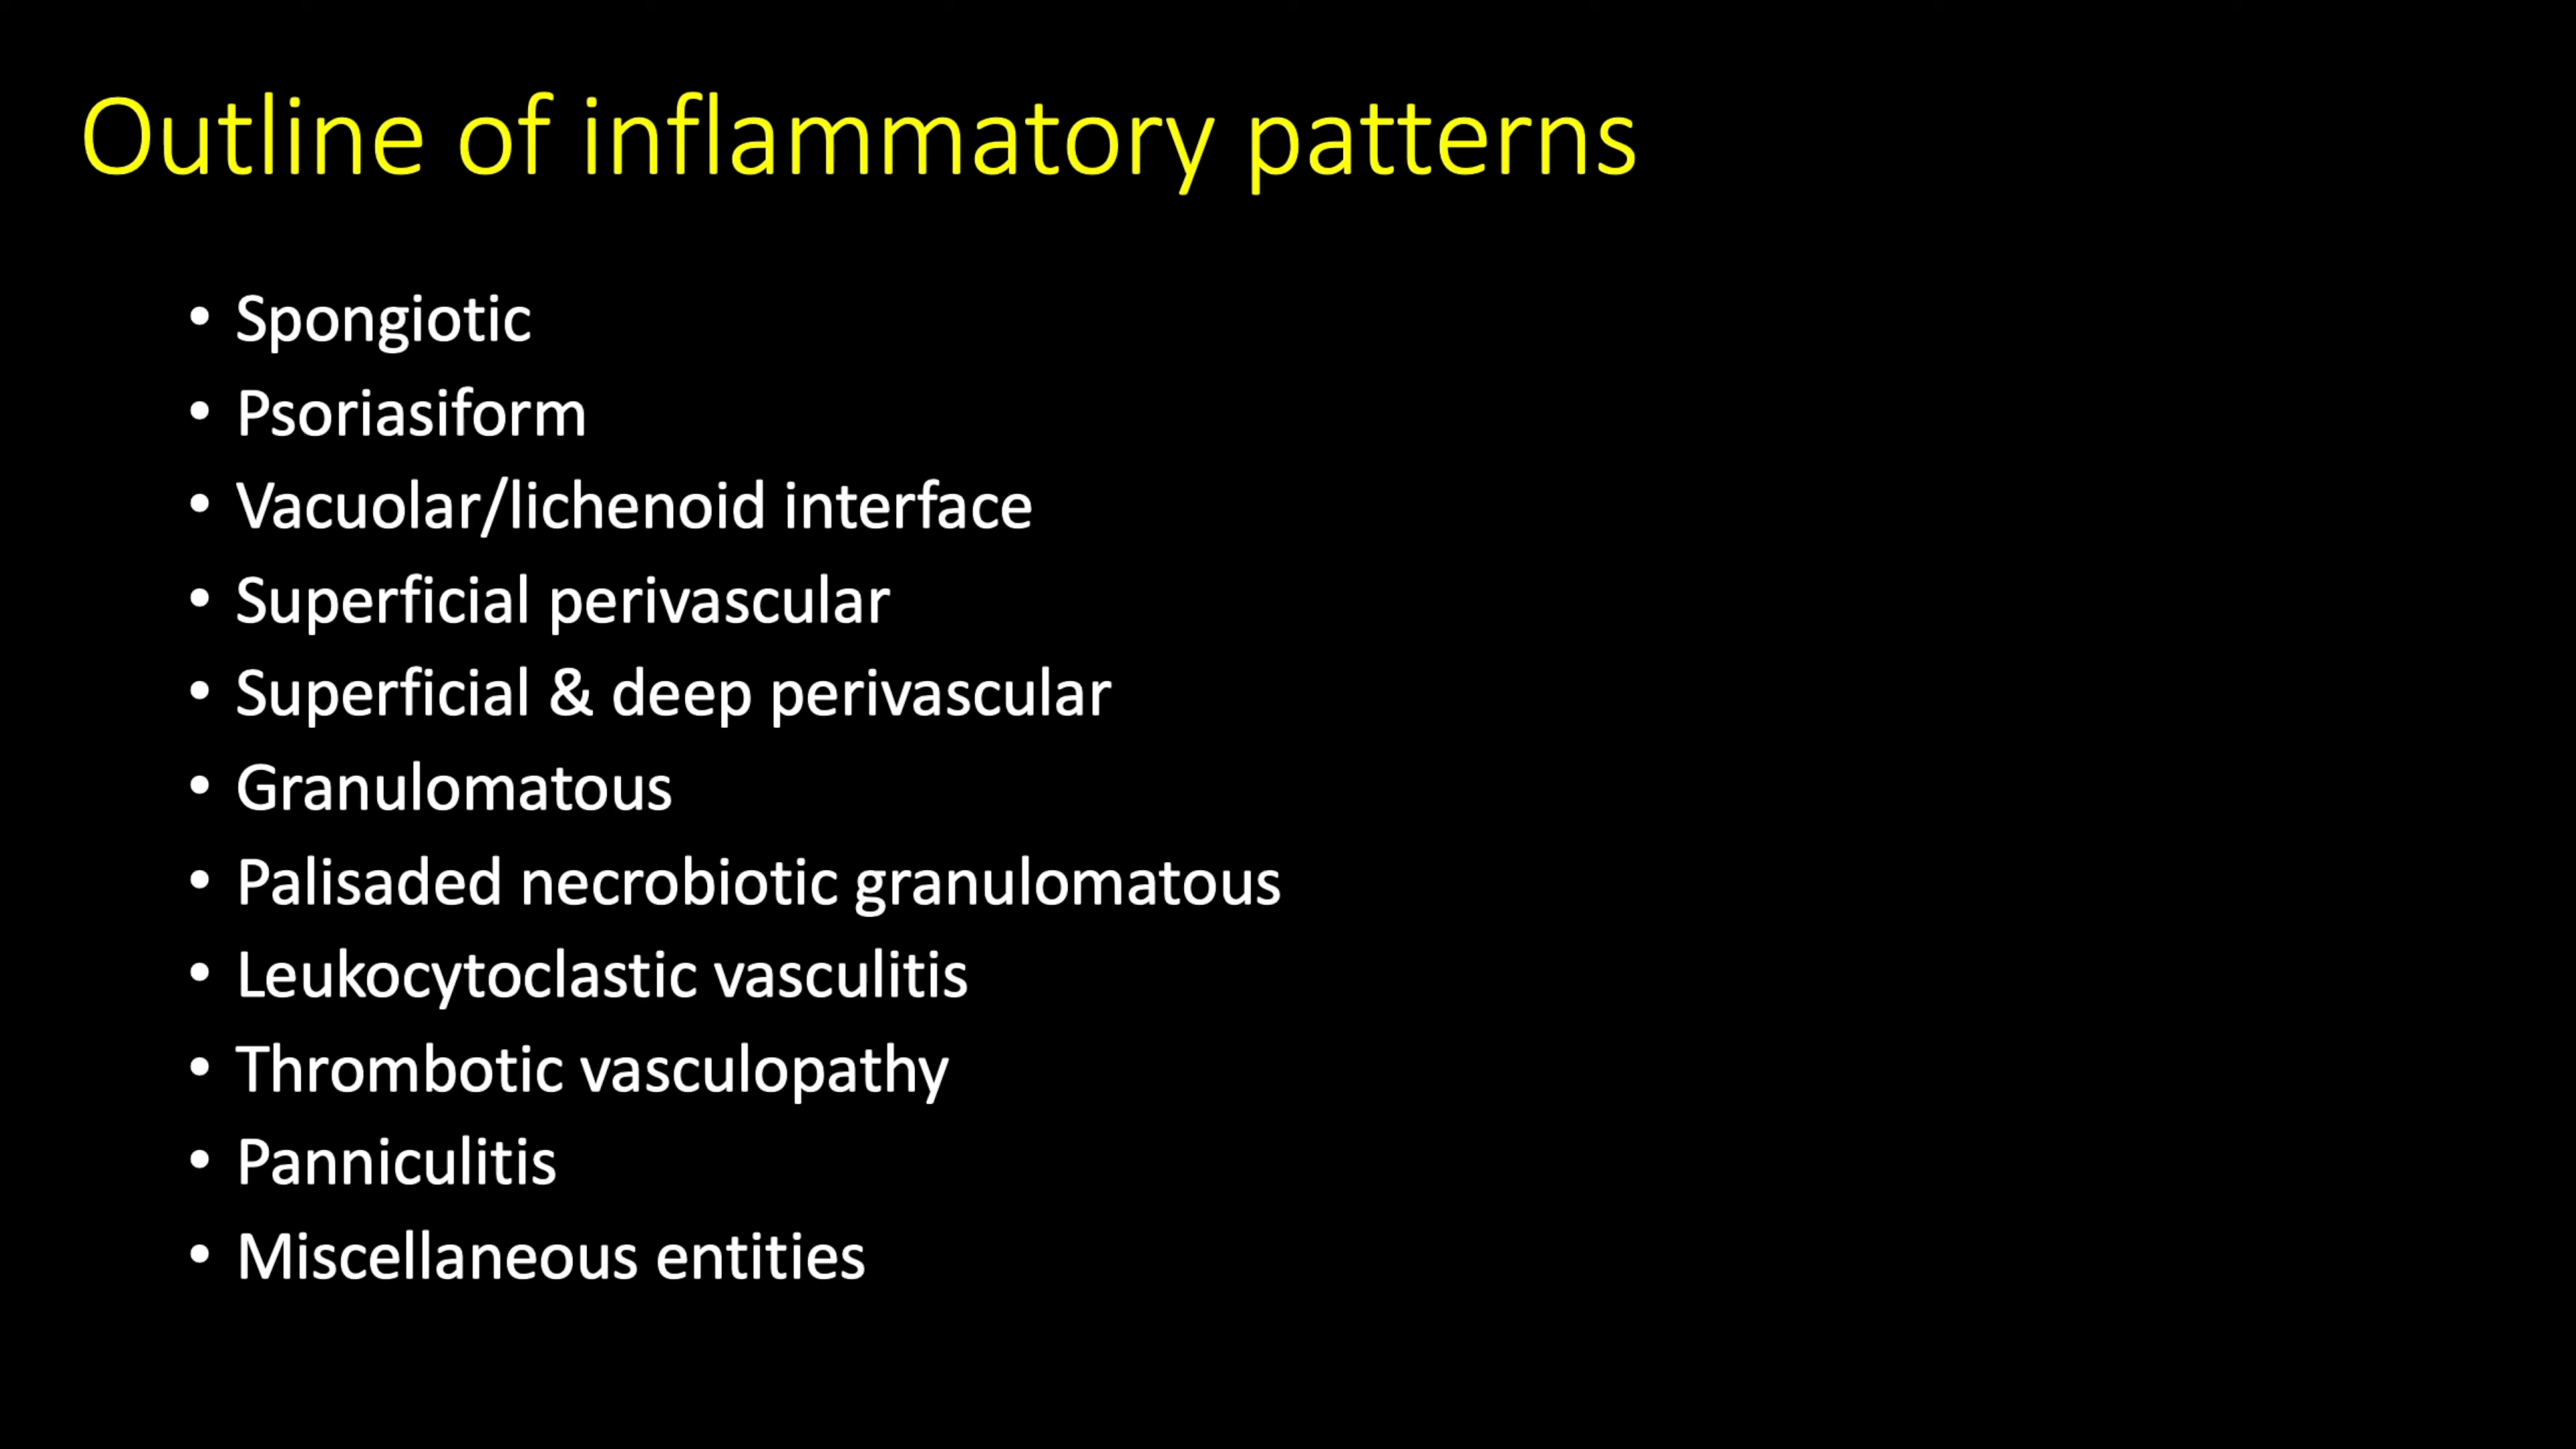 Outline of inflammatory patterns
• Spongiotic
• Psoriasiform
• Vacuolar/lichenoid interface
• Superficial perivascular
• Superficial & deep perivascular
• Granulomatous
• Palisaded necrobiotic granulomatous
• Leukocytoclastic vasculitis
• Thrombotic vasculopathy
• Panniculitis
• Miscellaneous entities